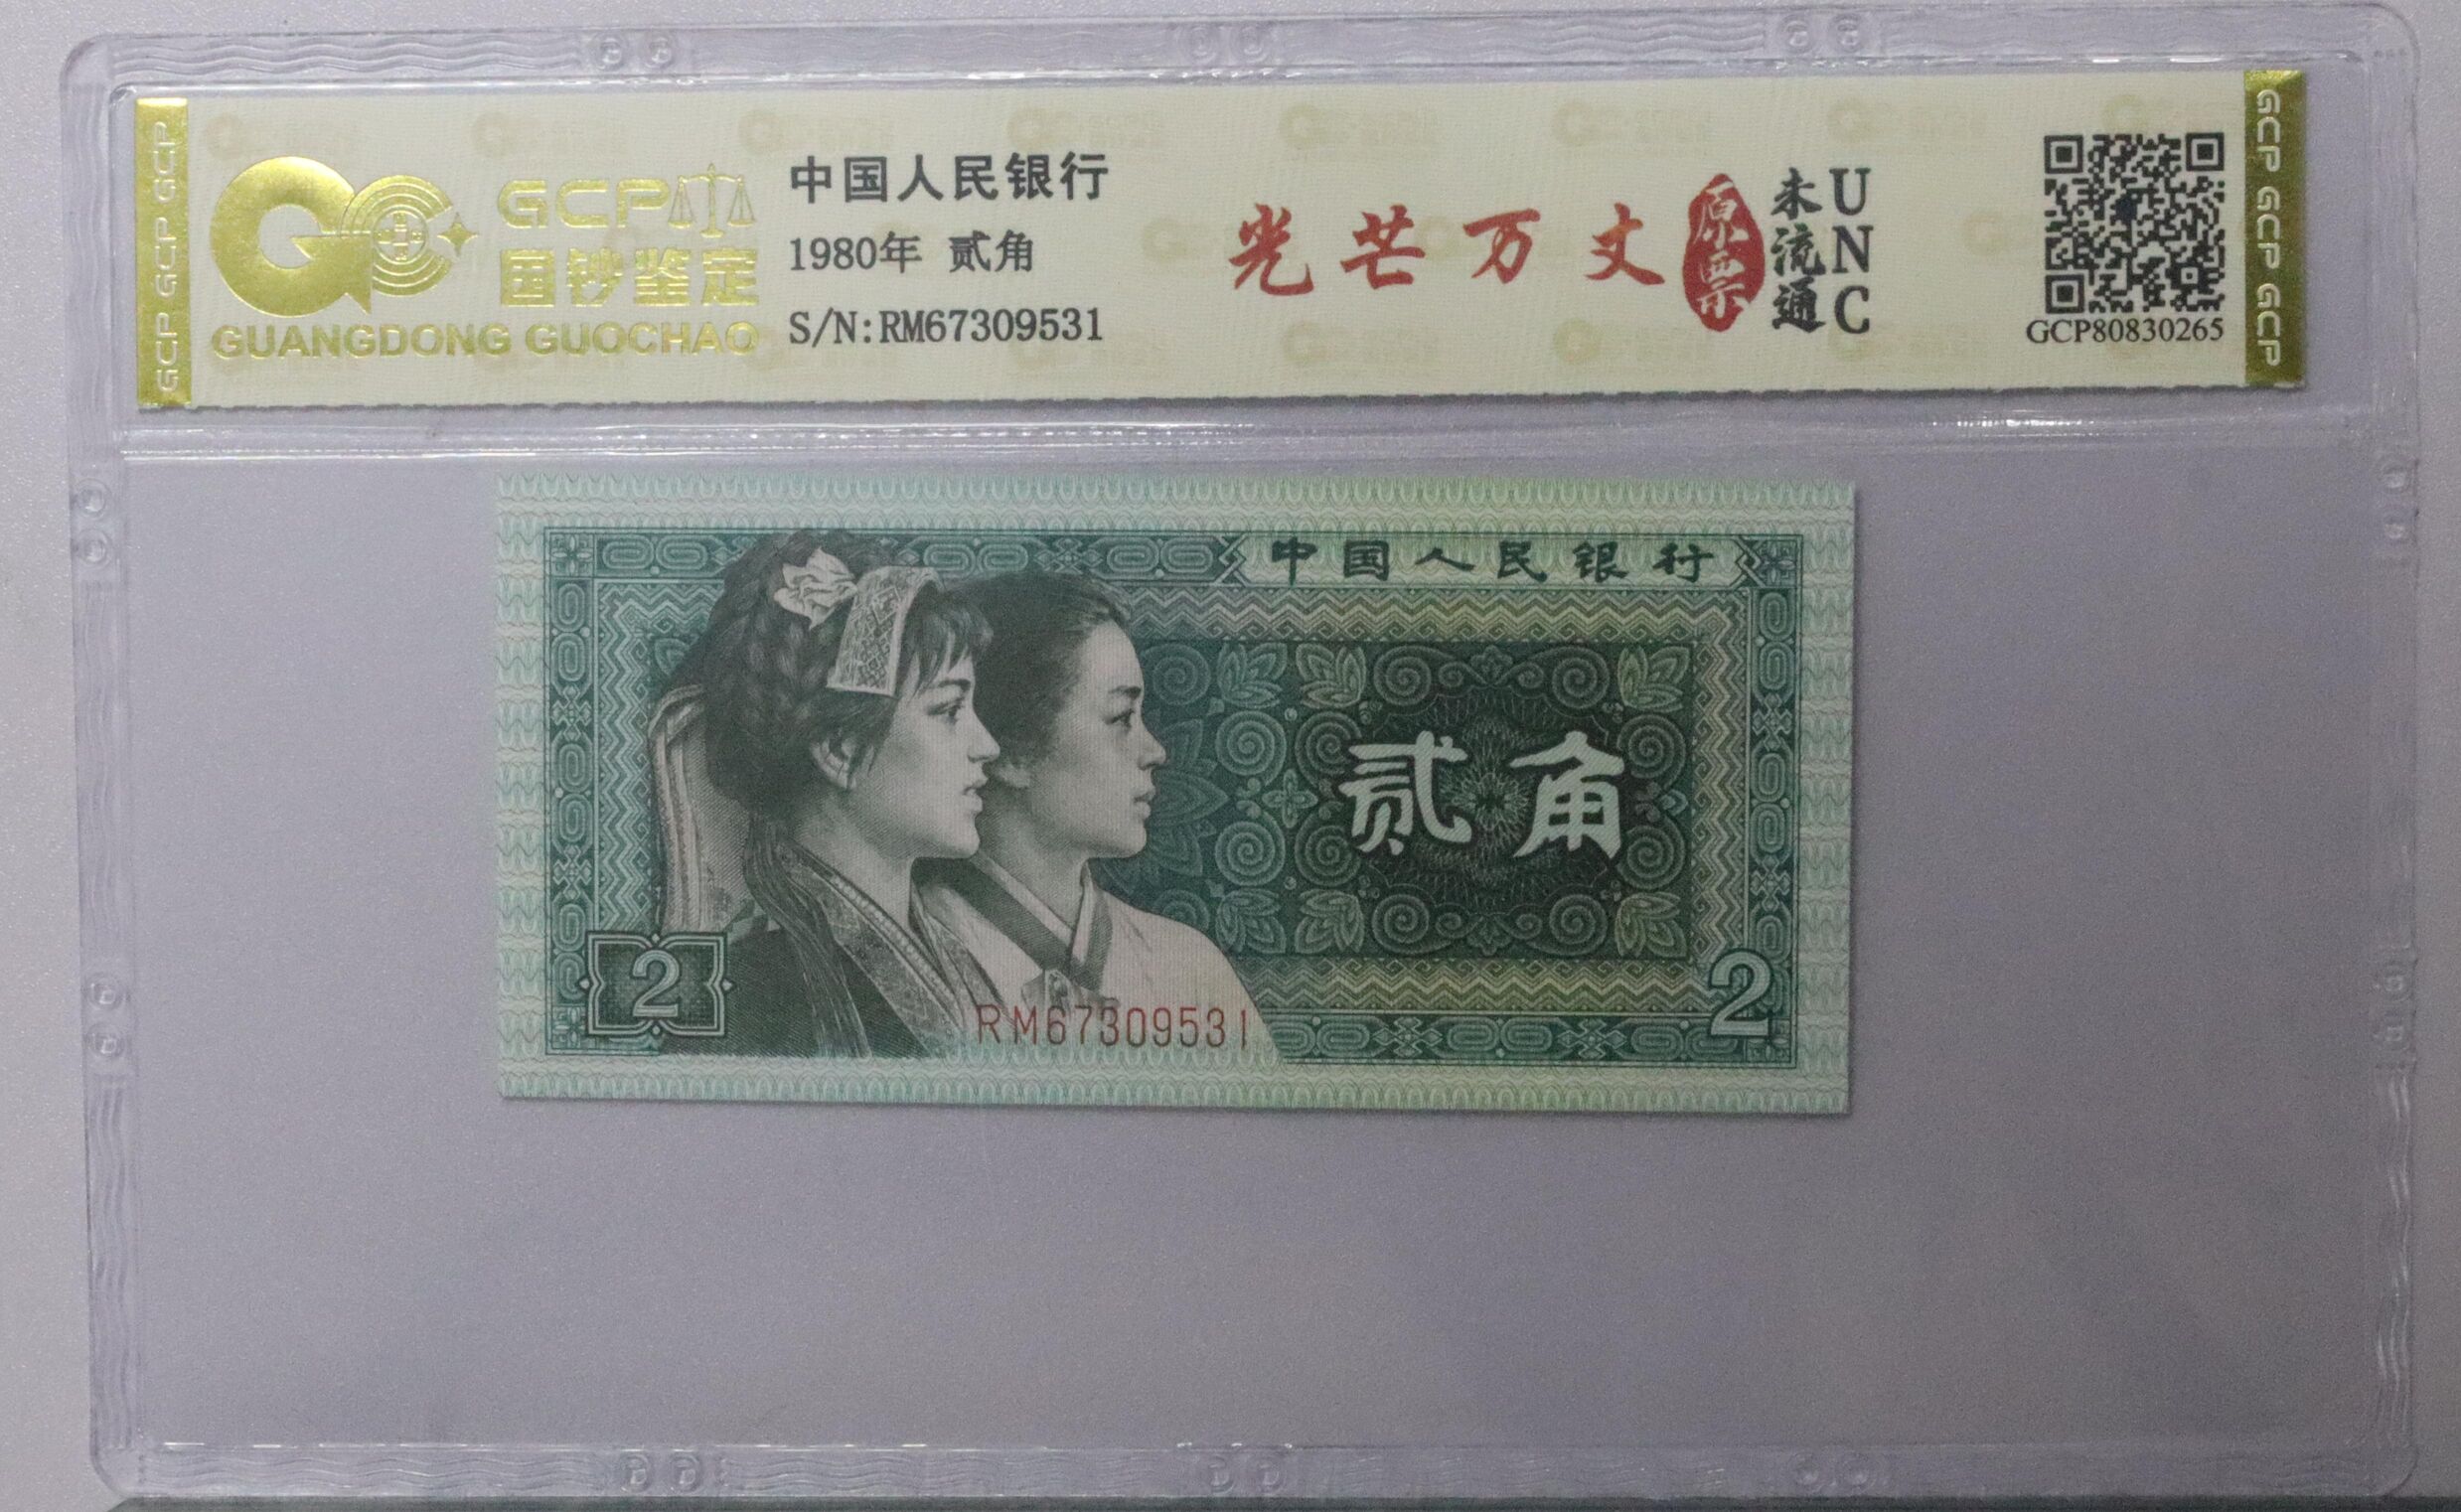 GCP GCP GCP
GCP
国钞鉴定
GUANGDONG GUOCHAO
中国人民银行
1980年 贰角
S/N:RM67309531
光芒万丈
原票
未流通
UNC
GCP80830265
GCP GCP GCP
中国人民银行
贰角
2
RM67309531
2